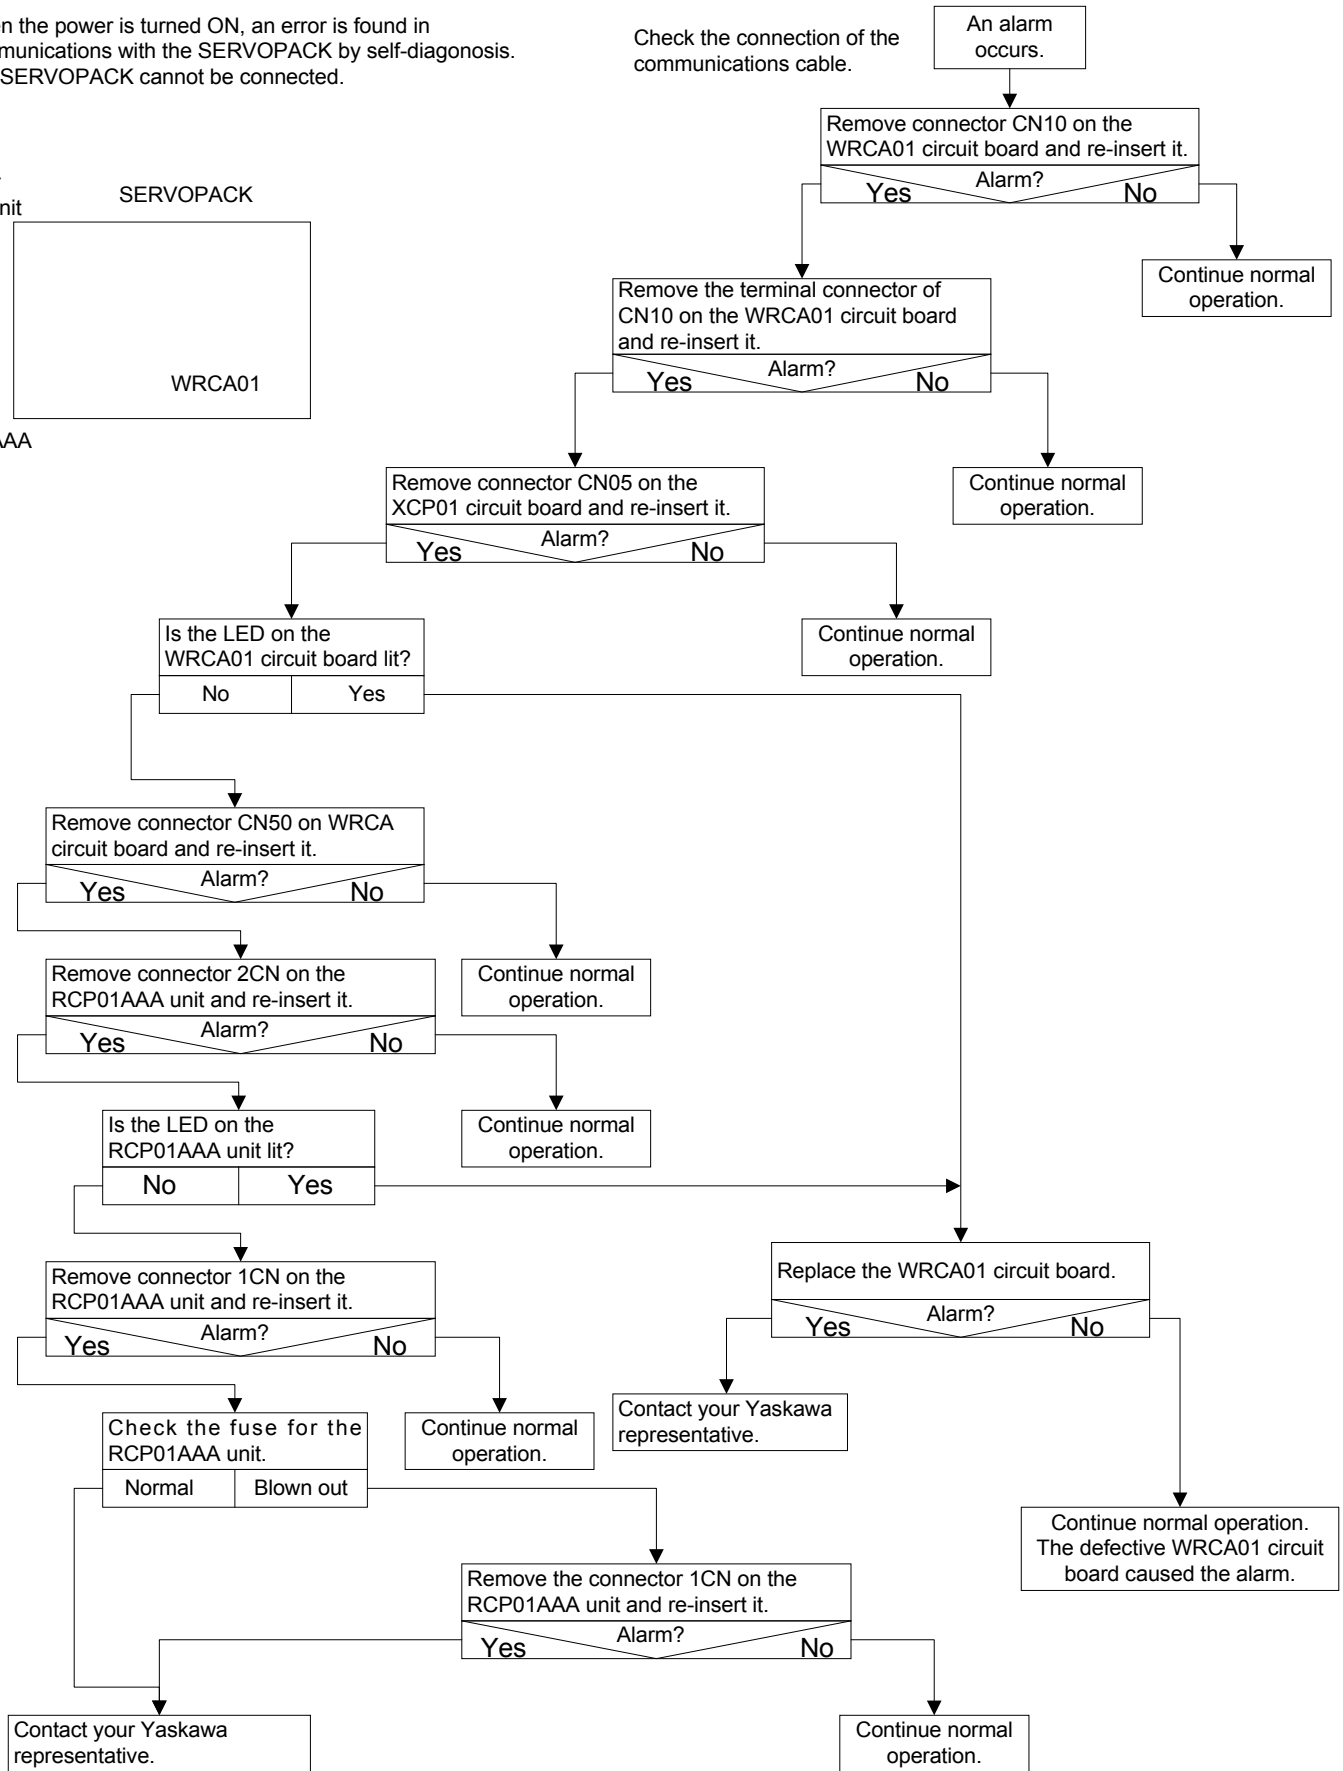 en the power is turned ON, an error is found in
munications with the SERVOPACK by self-diagonosis.
SERVOPACK cannot be connected.
Check the connection of the
communications cable.
An alarm
occurs.
Remove connector CN10 on the
WRCA01 circuit board and re-insert it.
Alarm?
Yes
No
SERVOPACK
nit
WRCA01
AAA
Continue normal
operation.
Remove the terminal connector of
CN10 on the WRCA01 circuit board
and re-insert it.
Alarm?
Yes
No
Continue normal
operation.
Remove connector CN05 on the
XCP01 circuit board and re-insert it.
Alarm?
Yes
No
Continue normal
operation.
Is the LED on the
WRCA01 circuit board lit?
No
Yes
Remove connector CN50 on WRCA
circuit board and re-insert it.
Alarm?
Yes
No
Continue normal
operation.
Remove connector 2CN on the
RCP01AAA unit and re-insert it.
Alarm?
Yes
No
Continue normal
operation.
Is the LED on the
RCP01AAA unit lit?
No
Yes
Remove connector 1CN on the
RCP01AAA unit and re-insert it.
Alarm?
Yes
No
Continue normal
operation.
Replace the WRCA01 circuit board.
Alarm?
Yes
No
Contact your Yaskawa
representative.
Continue normal operation.
The defective WRCA01 circuit
board caused the alarm.
Check the fuse for the
RCP01AAA unit.
Normal
Blown out
Remove the connector 1CN on the
RCP01AAA unit and re-insert it.
Alarm?
Yes
No
Contact your Yaskawa
representative.
Continue normal
operation.